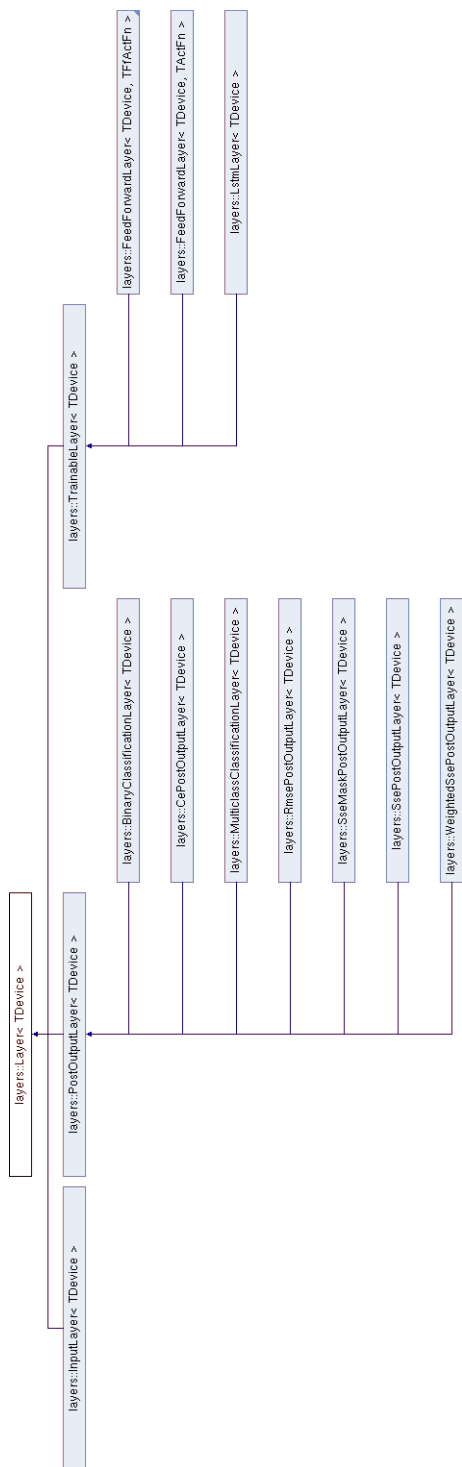 layers::Layer< TDevice >
layers::InputLayer< TDevice >
layers::PostOutputLayer< TDevice >
layers::TrainableLayer< TDevice >
layers::BinaryClassificationLayer< TDevice >
layers::CePostOutputLayer< TDevice >
layers::MulticlassClassificationLayer< TDevice >
layers::RmsePostOutputLayer< TDevice >
layers::SseMaskPostOutputLayer< TDevice >
layers::SsePostOutputLayer< TDevice >
layers::WeightedSsePostOutputLayer< TDevice >
layers::FeedForwardLayer< TDevice, TFfActFn >
layers::FeedForwardLayer< TDevice, TActFn >
layers::LstmLayer< TDevice >